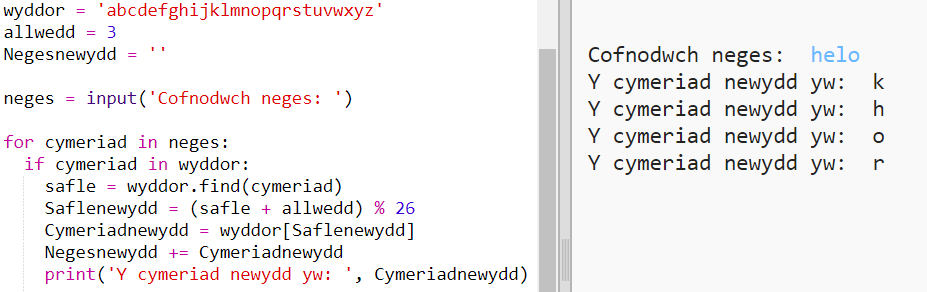 wyddor = 'abcdefghijklmnopqrstuvwxyz'
allwedd = 3
Negesnewydd = ''
neges = input('Cofnodwch neges: ')
for cymeriad in neges:
if cymeriad in wyddor:
safle = wyddor.find(cymeriad)
Saflenewydd = (safle + allwedd) % 26
Cymeriadnewydd = wyddor[Saflenewydd]
Negesnewydd += Cymeriadnewydd
print('Y cymeriad newydd yw: ', Cymeriadnewydd)
Cofnodwch neges: helo
Y cymeriad newydd yw: k
Y cymeriad newydd yw: h
Y cymeriad newydd yw: o
Y cymeriad newydd yw: r